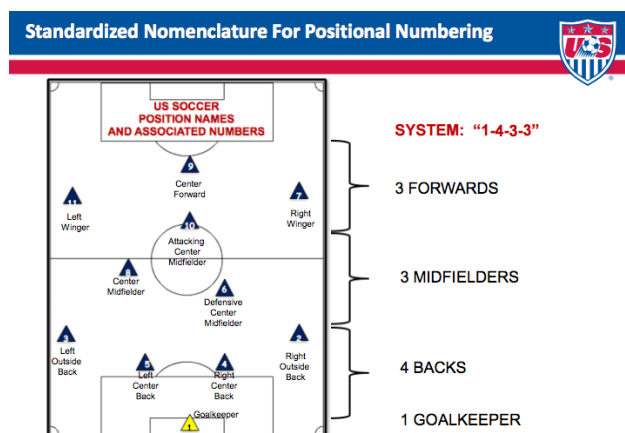 Standardized Nomenclature For Positional Numbering
US
US SOCCER
POSITION NAMES
AND ASSOCIATED NUMBERS
SYSTEM: “1-4-3-3”
9
Center
Forward
3 FORWARDS
11
Left
Winger
7
Right
Winger
10
Attacking
Center
Midfielder
8
Center
Midfielder
3 MIDFIELDERS
6
Defensive
Center
Midfielder
3
Left
Outside
Back
2
Right
Outside
Back
5
Left
Center
Back
4
Right
Center
Back
4 BACKS
Goalkeeper
1
1 GOALKEEPER